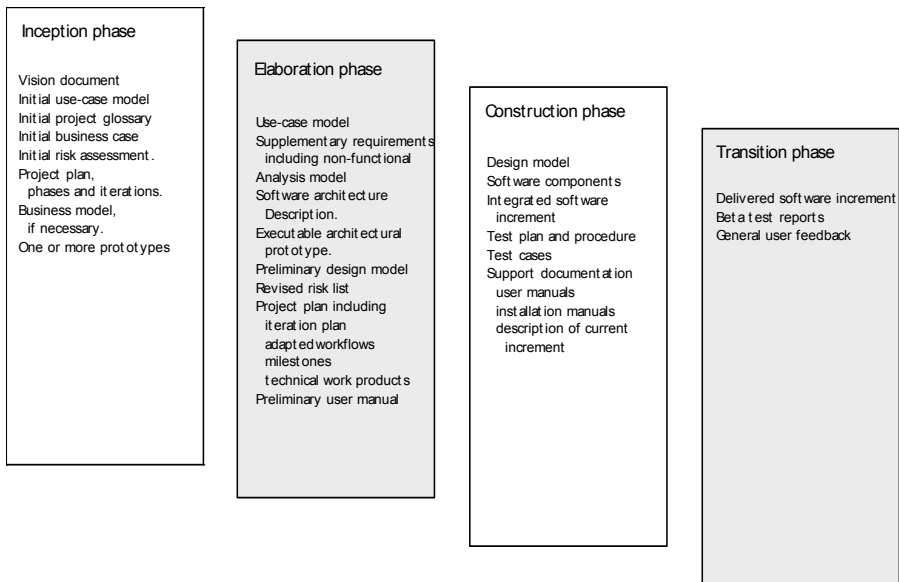 Inception phase
Vision document
Initial use-case model
Initial project glossary
Initial business case
Initial risk assessment.
Project plan,
phases and iterations.
Business model,
if necessary.
One or more prototypes
Elaboration phase
Use-case model
Supplementary requirements
including non-functional
Analysis model
Software architecture
Description.
Executable architectural
prototype.
Preliminary design model
Revised risk list
Project plan including
iteration plan
adapted workflows
milestones
technical work products
Preliminary user manual
Construction phase
Design model
Software components
Integrated software
increment
Test plan and procedure
Test cases
Support documentation
user manuals
installation manuals
description of current
increment
Transition phase
Delivered software increment
Beta test reports
General user feedback